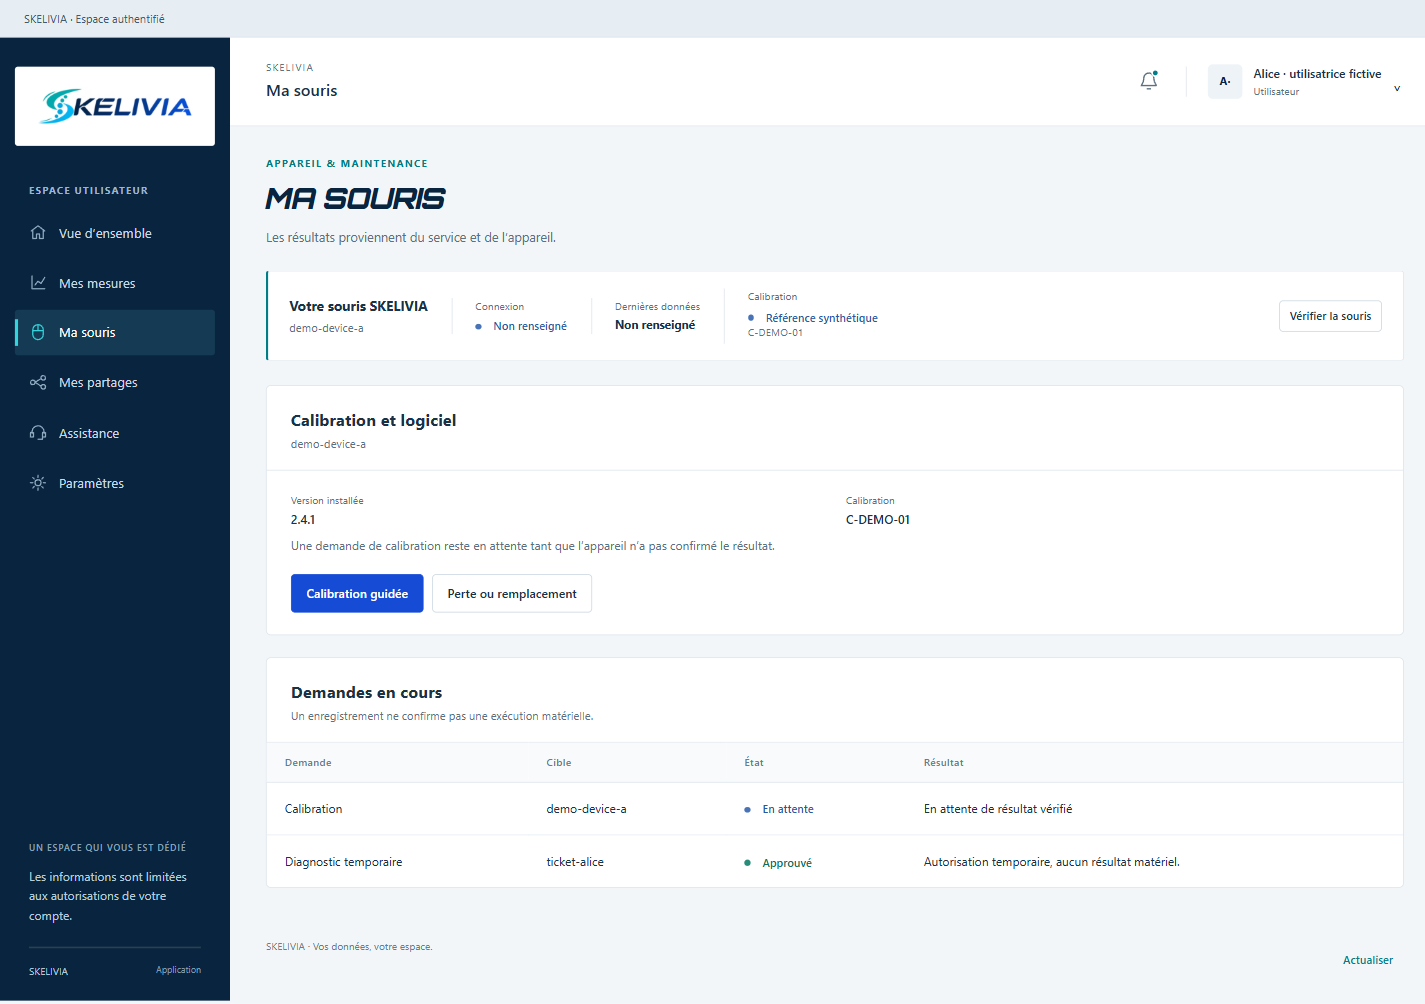 SKELIVIA · Espace authentifié
SKELIVIA
ESPACE UTILISATEUR
Vue d’ensemble
Mes mesures
Ma souris
Mes partages
Assistance
Paramètres
UN ESPACE QUI VOUS EST DÉDIÉ
Les informations sont limitées
aux autorisations de votre
compte.
SKELIVIA
Application
SKELIVIA
Ma souris
A·
Alice · utilisatrice fictive
Utilisateur
APPAREIL & MAINTENANCE
MA SOURIS
Les résultats proviennent du service et de l’appareil.
Votre souris SKELIVIA
demo-device-a
Connexion
Non renseigné
Dernières données
Non renseigné
Calibration
Référence synthétique
C-DEMO-01
Vérifier la souris
Calibration et logiciel
demo-device-a
Version installée
2.4.1
Calibration
C-DEMO-01
Une demande de calibration reste en attente tant que l’appareil n’a pas confirmé le résultat.
Calibration guidée
Perte ou remplacement
Demandes en cours
Un enregistrement ne confirme pas une exécution matérielle.
Demande Cible État Résultat
Calibration demo-device-a En attente En attente de résultat vérifié
Diagnostic temporaire ticket-alice Approuvé Autorisation temporaire, aucun résultat matériel.
SKELIVIA · Vos données, votre espace.
Actualiser